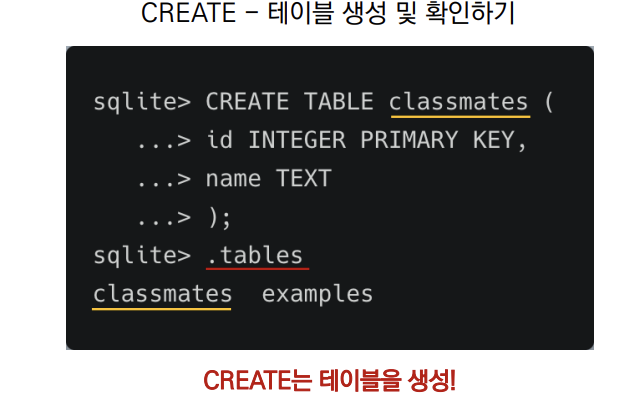 CREATE - 테이블 생성 및 확인하기
sqlite> CREATE TABLE classmates (
...> id INTEGER PRIMARY KEY,
...> name TEXT
...> );
sqlite> .tables
classmates examples
CREATE는 테이블을 생성!